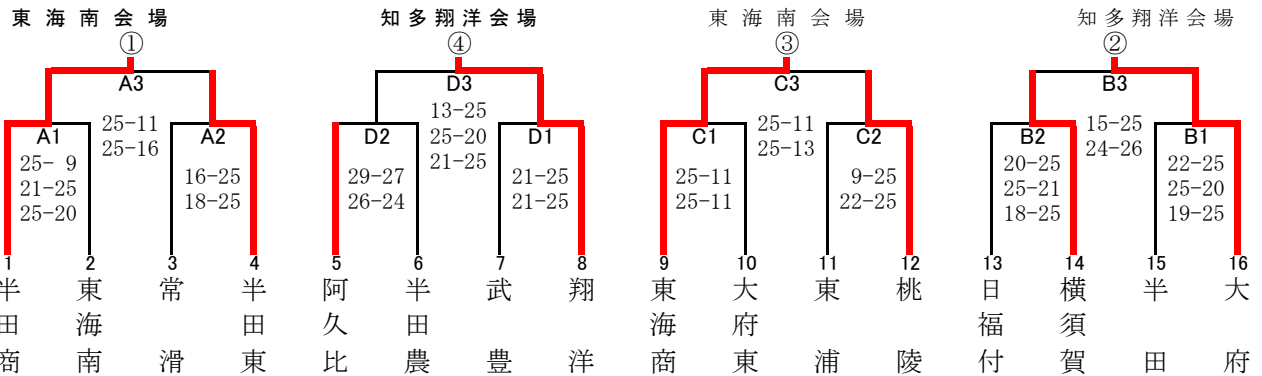 東海南会場 知多翔洋会場 東海南会場 知多翔洋会場
① ④ ③ ②
A3 D3 C3 B3
A1 25-11 A2 D2 13-25 D1 C1 25-11 C2 B2 15-25 B1
25-16 25-20 25-13 24-26
21-25
25- 9 16-25 29-27 21-25 25-11 9-25 20-25 22-25
21-25 18-25 26-24 21-25 25-11 22-25 25-21 25-20
25-20 18-25 19-25
1 2 3 4 5 6 7 8 9 10 11 12 13 14 15 16
半田商
東海南
常滑
半田東
阿久比
半田農
武豊
翔洋
東海商
大府東
東浦
桃陵
日福付
横須賀
半田
大府